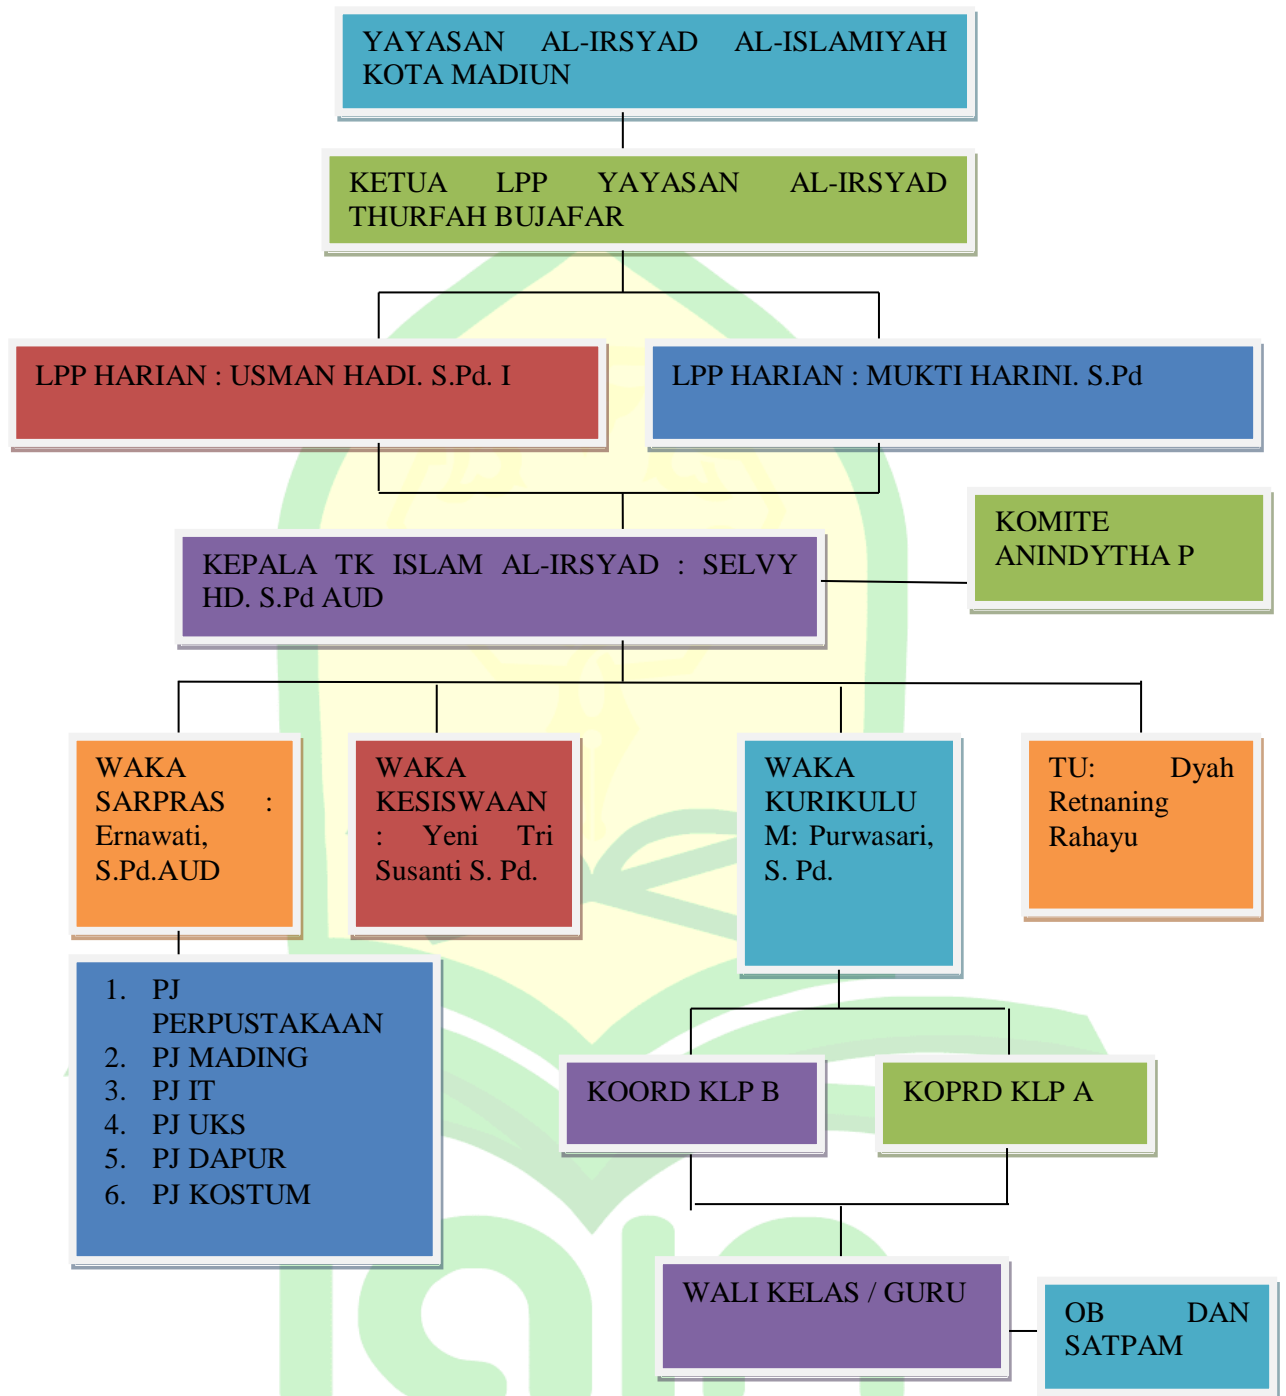 YAYASAN AL-IRSYAD AL-ISLAMIYAH
KOTA MADIUN
KETUA LPP YAYASAN AL-IRSYAD
THURFAH BUJAFAR
LPP HARIAN : USMAN HADI. S.Pd. I
LPP HARIAN : MUKTI HARINI. S.Pd
KOMITE
ANINDYTHA P
KEPALA TK ISLAM AL-IRSYAD : SELVY
HD. S.Pd AUD
WAKA
SARPRAS :
Ernawati,
S.Pd.AUD
WAKA
KESISWAAN
: Yeni Tri
Susanti S. Pd.
WAKA
KURIKULU
M: Purwasari,
S. Pd.
TU: Dyah
Retnaning
Rahayu
1. PJ
PERPUSTAKAAN
2. PJ MADING
3. PJ IT
4. PJ UKS
5. PJ DAPUR
6. PJ KOSTUM
KOORD KLP B
KOPRD KLP A
WALI KELAS / GURU
OB DAN
SATPAM
iain